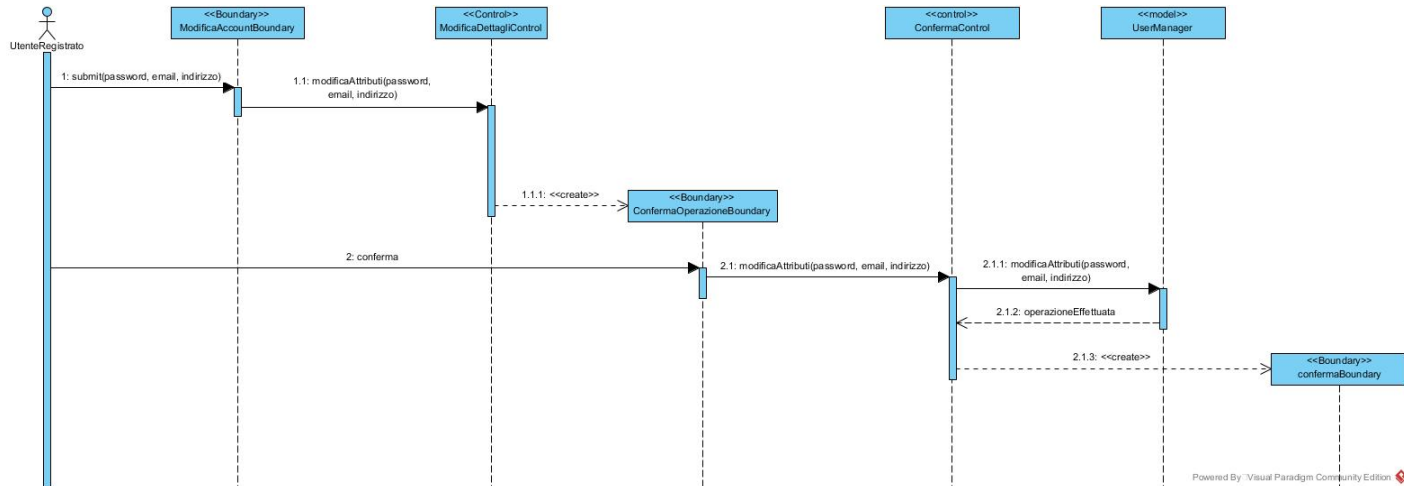 <<Boundary>>
ModificaAccountBoundary
<<Control>>
ModificaDettagliControl
<<control>>
ConfermaControl
<<model>>
UserManager
UtenteRegistrato
1: submit(password, email, indirizzo)
1.1: modificaAttributi(password,
email, indirizzo)
1.1.1: <<create>>
<<Boundary>>
ConfermaOperazioneBoundary
2: conferma
2.1: modificaAttributi(password, email, indirizzo)
2.1.1: modificaAttributi(password,
email, indirizzo)
2.1.2: operazioneEffettuata
2.1.3: <<create>>
<<Boundary>>
confermaBoundary
Powered By Visual Paradigm Community Edition